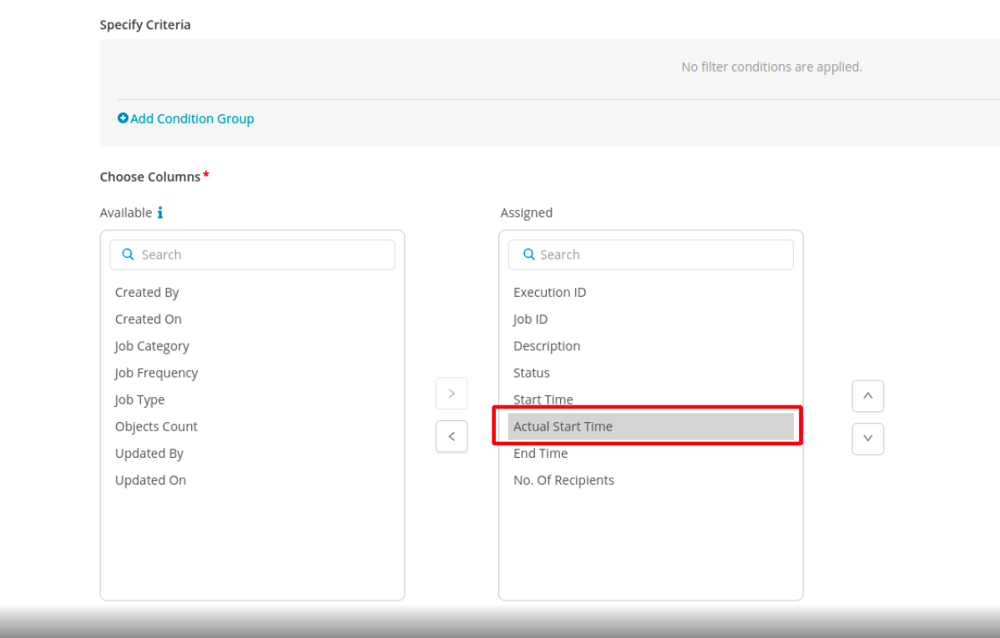 Specify Criteria
No filter conditions are applied.
Add Condition Group
Choose Columns*
Available
Assigned
Search
Search
Created By
Created On
Job Category
Job Frequency
Job Type
Objects Count
Updated By
Updated On
Execution ID
Job ID
Description
Status
Start Time
Actual Start Time
End Time
No. Of Recipients